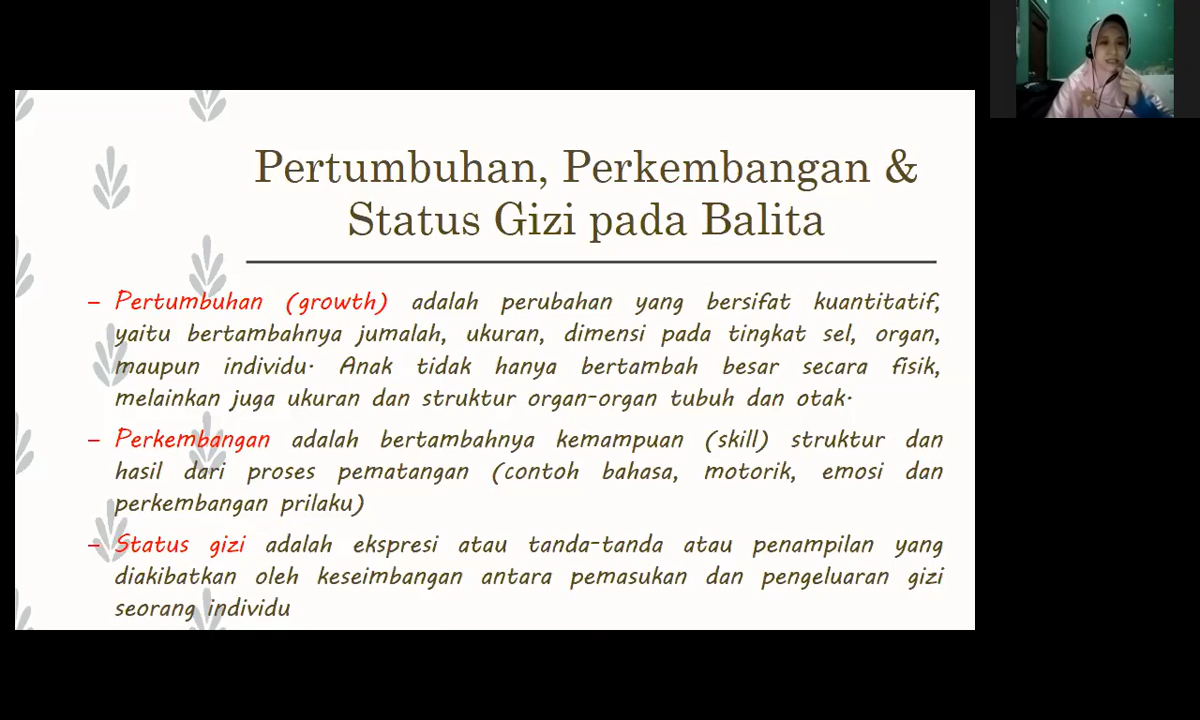 Pertumbuhan, Perkembangan &
Status Gizi pada Balita
– Pertumbuhan (growth) adalah perubahan yang bersifat kuantitatif,
yaitu bertambahnya jumalah, ukuran, dimensi pada tingkat sel, organ,
maupun individu. Anak tidak hanya bertambah besar secara fisik,
melainkan juga ukuran dan struktur organ-organ tubuh dan otak.
– Perkembangan adalah bertambahnya kemampuan (skill) struktur dan
hasil dari proses pematangan (contoh bahasa, motorik, emosi dan
perkembangan prilaku)
– Status gizi adalah ekspresi atau tanda-tanda atau penampilan yang
diakibatkan oleh keseimbangan antara pemasukan dan pengeluaran gizi
seorang individu